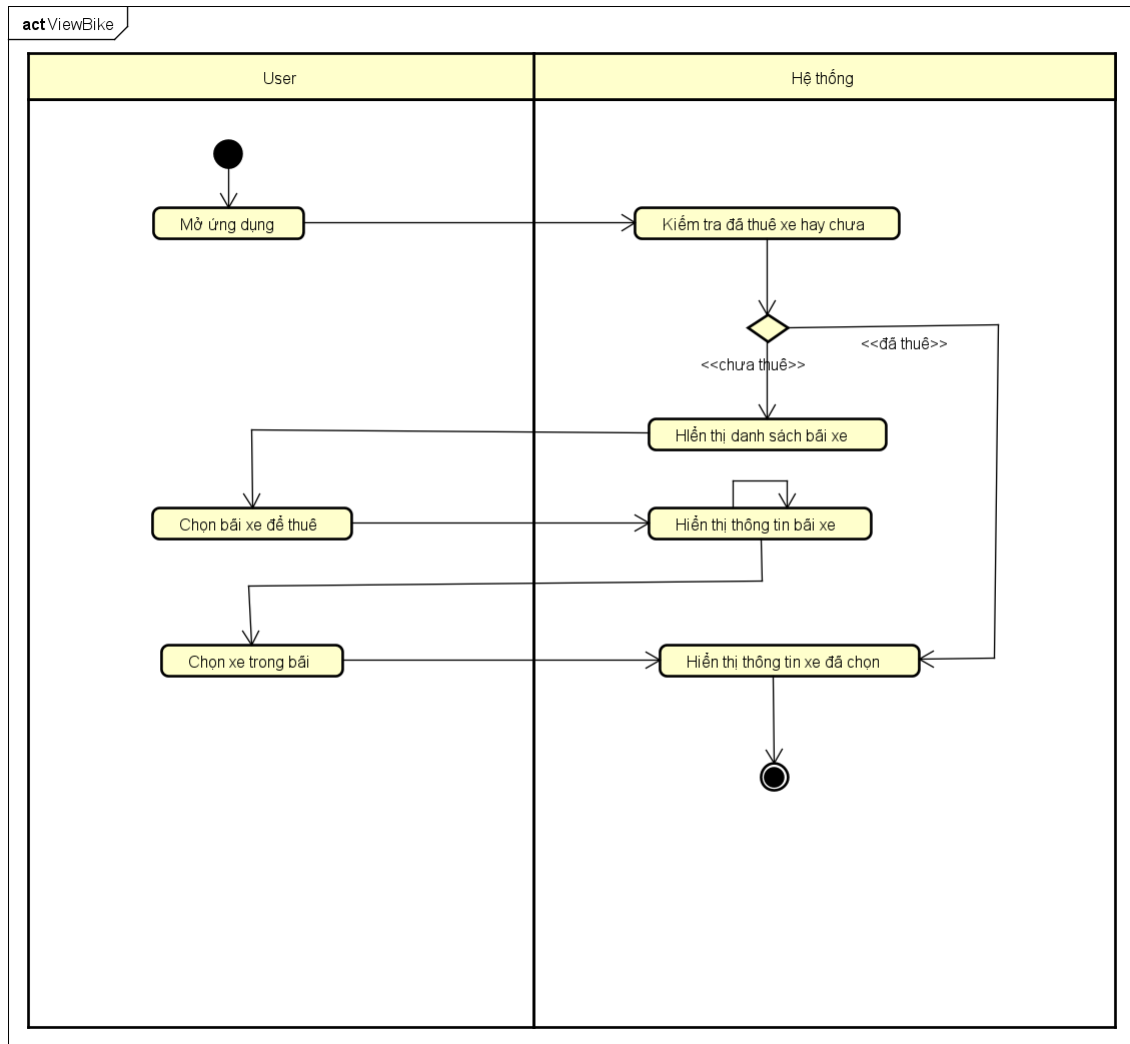 act ViewBike
User
Hệ thống
Mở ứng dụng
Kiểm tra đã thuê xe hay chưa
<<đã thuê>>
<<chưa thuê>>
HIển thị danh sách bãi xe
Chọn bãi xe để thuê
Hiển thị thông tin bãi xe
Chọn xe trong bãi
Hiển thị thông tin xe đã chọn